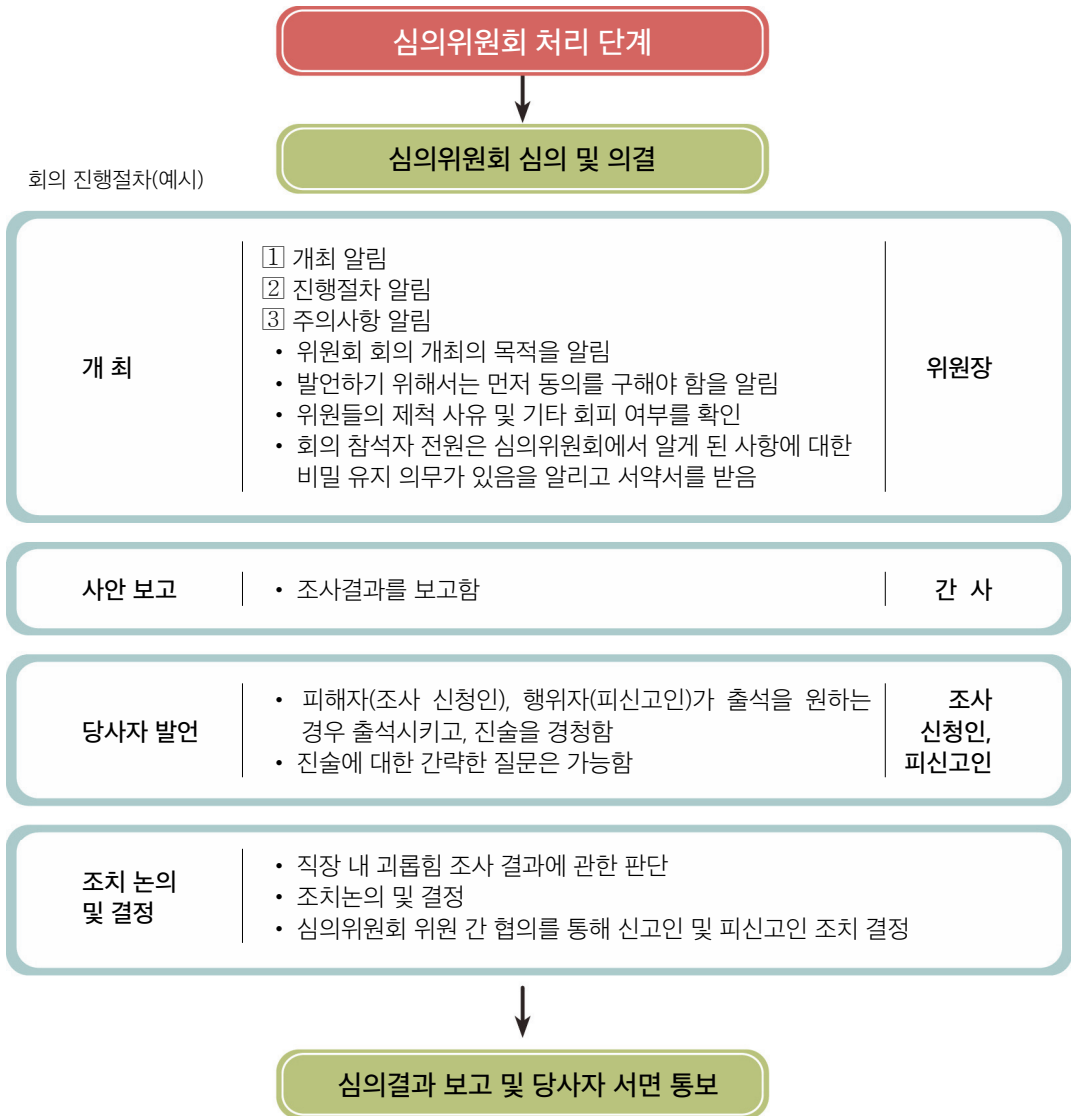 심의위원회 처리 단계
심의위원회 심의 및 의결
회의 진행절차(예시)
개 최
1 개최 알림
2 진행절차 알림
3 주의사항 알림
• 위원회 회의 개최의 목적을 알림
• 발언하기 위해서는 먼저 동의를 구해야 함을 알림
• 위원들의 제척 사유 및 기타 회피 여부를 확인
• 회의 참석자 전원은 심의위원회에서 알게 된 사항에 대한
비밀 유지 의무가 있음을 알리고 서약서를 받음
위원장
사안 보고
• 조사결과를 보고함
간 사
당사자 발언
• 피해자(조사 신청인), 행위자(피신고인)가 출석을 원하는
경우 출석시키고, 진술을 경청함
• 진술에 대한 간략한 질문은 가능함
조사
신청인,
피신고인
조치 논의
및 결정
• 직장 내 괴롭힘 조사 결과에 관한 판단
• 조치논의 및 결정
• 심의위원회 위원 간 협의를 통해 신고인 및 피신고인 조치 결정
심의결과 보고 및 당사자 서면 통보